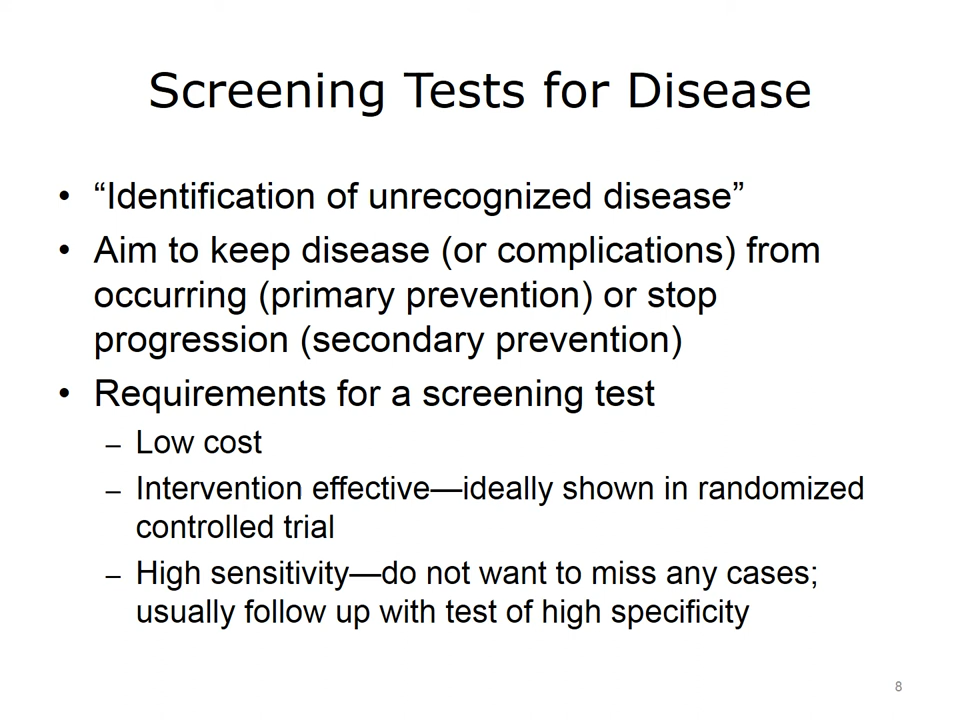 Screening Tests for Disease
• “Identification of unrecognized disease”
• Aim to keep disease (or complications) from
occurring (primary prevention) or stop
progression (secondary prevention)
• Requirements for a screening test
– Low cost
– Intervention effective—ideally shown in randomized
controlled trial
– High sensitivity—do not want to miss any cases;
usually follow up with test of high specificity
8